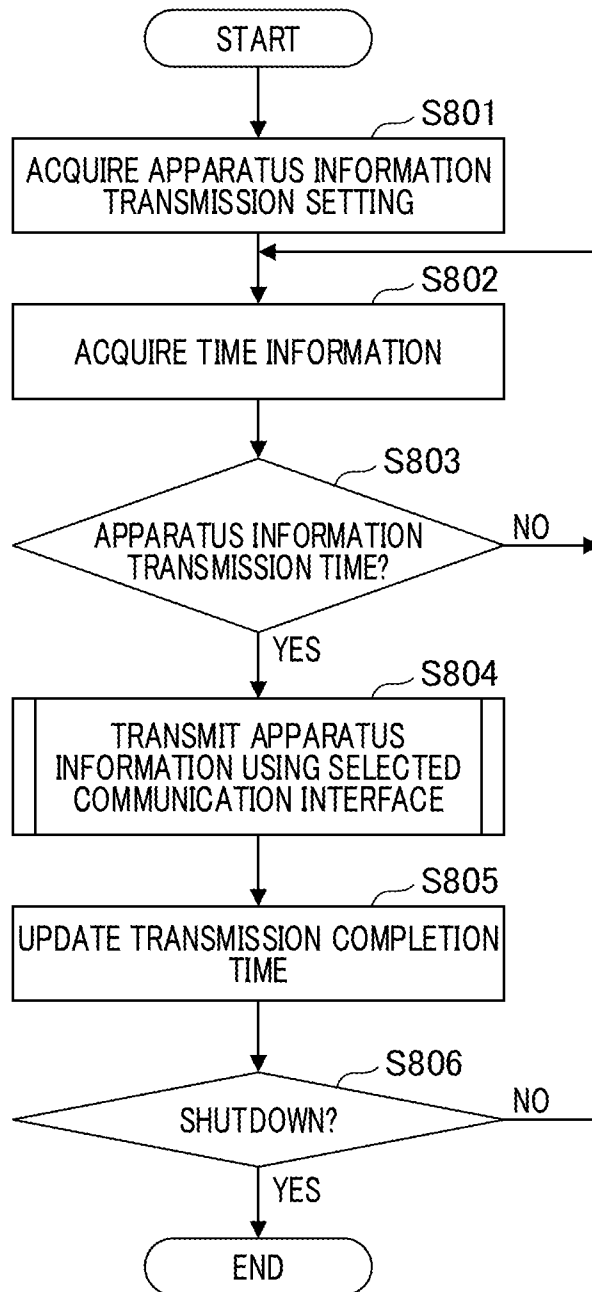 START
S801
ACQUIRE APPARATUS INFORMATION
TRANSMISSION SETTING
S802
ACQUIRE TIME INFORMATION
S803
APPARATUS INFORMATION
TRANSMISSION TIME?
NO
YES
S804
TRANSMIT APPARATUS
INFORMATION USING SELECTED
COMMUNICATION INTERFACE
S805
UPDATE TRANSMISSION COMPLETION
TIME
S806
SHUTDOWN?
NO
YES
END